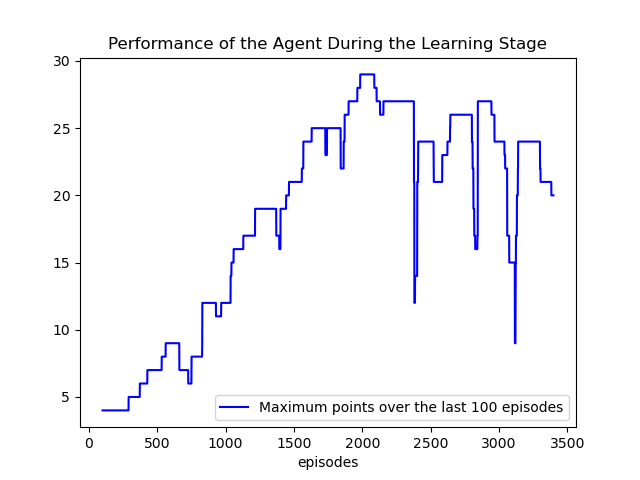 Performance of the Agent During the Learning Stage
30
25
20
15
10
5
Maximum points over the last 100 episodes
0 500 1000 1500 2000 2500 3000 3500
episodes